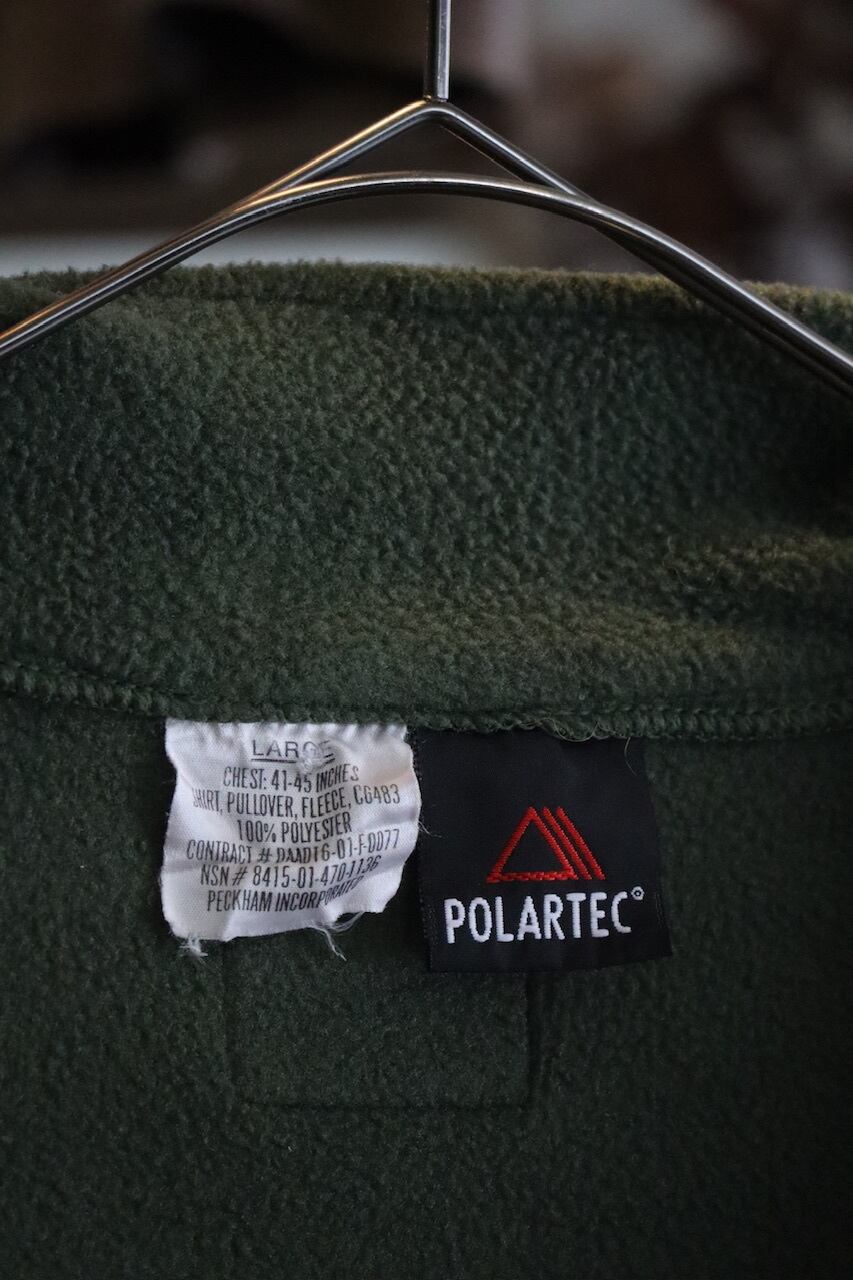 LARGE
CHEST: 41-45 INCHES
SHIRT, PULLOVER, FLEECE, CG483
100% POLYESTER
CONTRACT # DAAD16-01-F-0077
NSN # 8415-01-470-1136
PECKHAM INCORPORATED
POLARTEC®